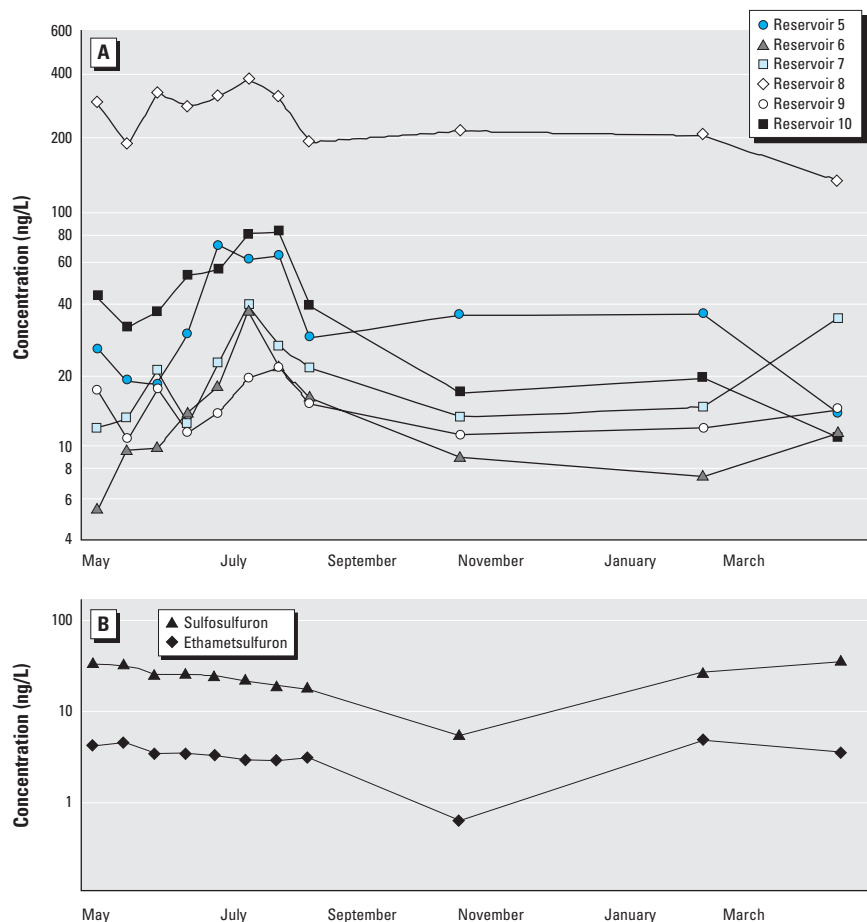 A
Reservoir 5
Reservoir 6
Reservoir 7
Reservoir 8
Reservoir 9
Reservoir 10
Concentration (ng/L)
600
400
200
100
80
60
40
20
10
8
6
4
May July September November January March
B
Sulfosulfuron
Ethametsulfuron
Concentration (ng/L)
100
10
1
May July September November January March